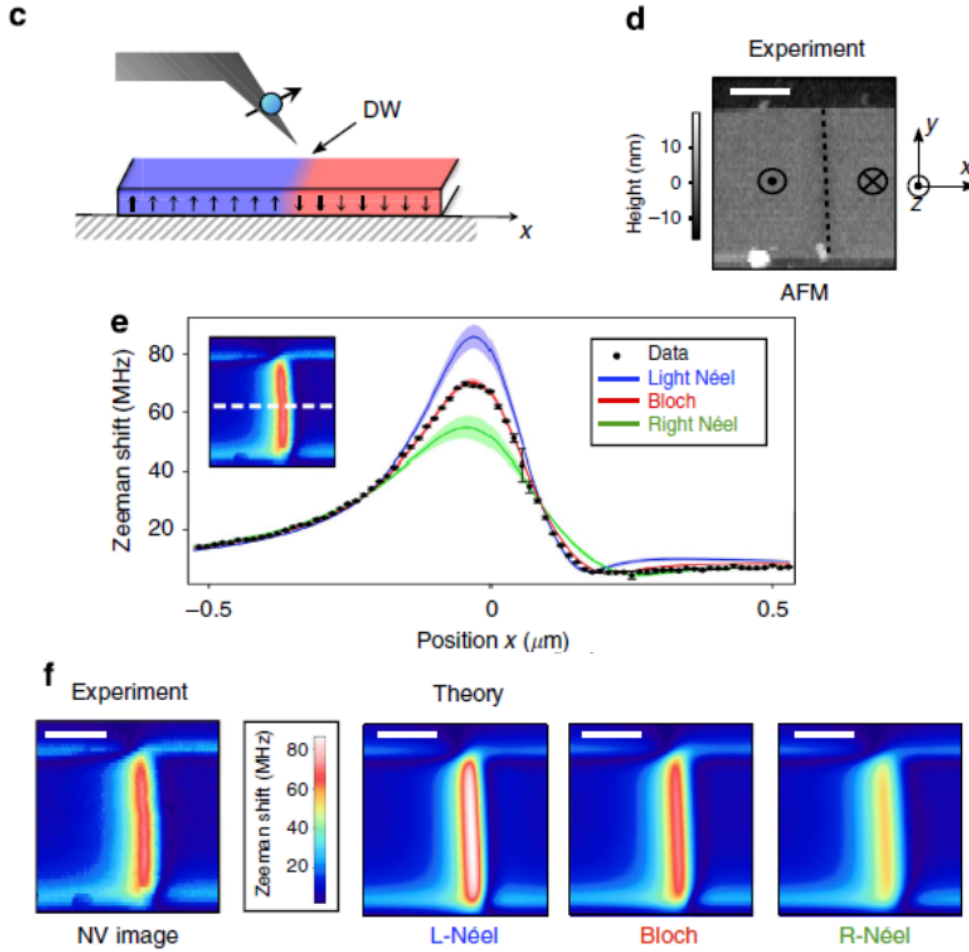 c
DW
x
d
Experiment
Height (nm)
10
0
−10
y
x
z
AFM
e
Zeeman shift (MHz)
80
60
40
20
Data
Light Néel
Bloch
Right Néel
−0.5
0
0.5
Position x (μm)
f
Experiment
Theory
Zeeman shift (MHz)
80
60
40
20
NV image
L-Néel
Bloch
R-Néel